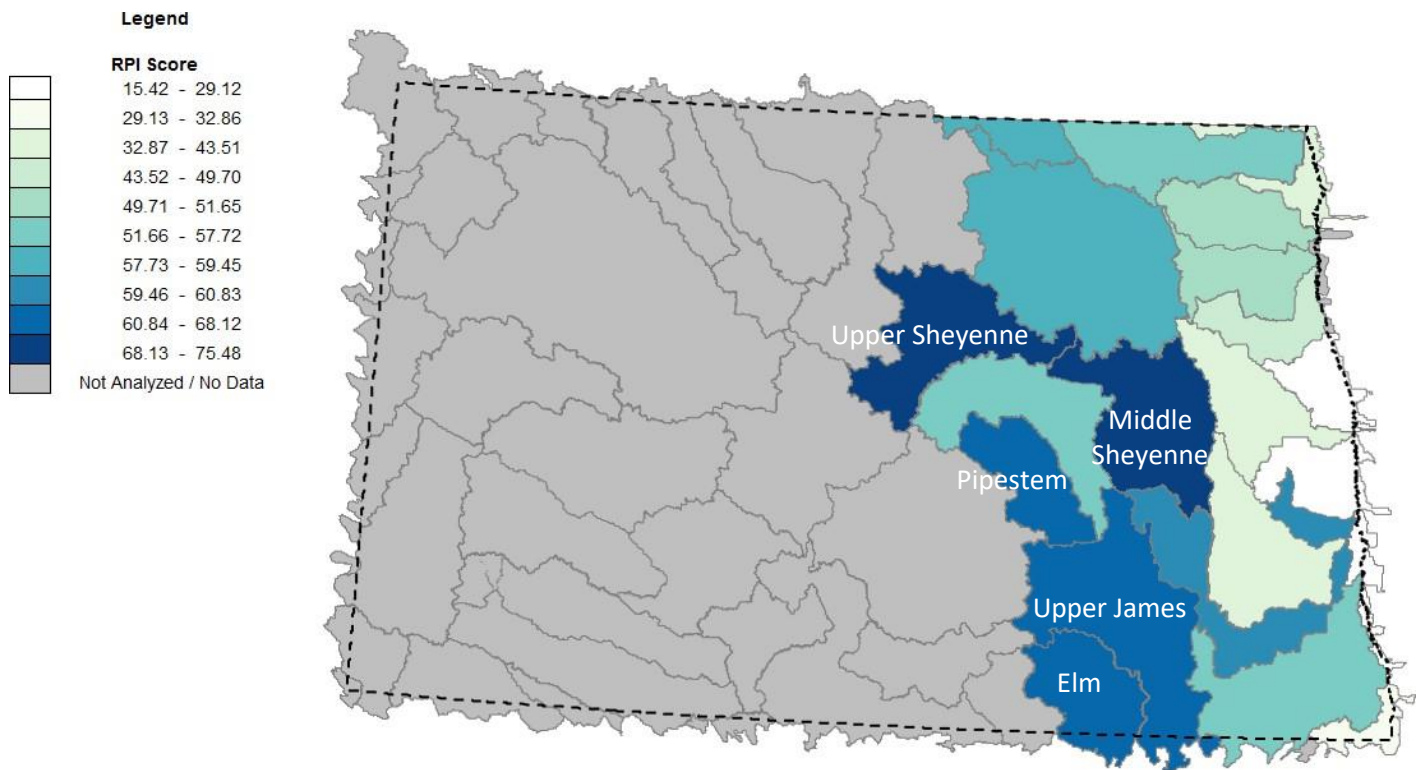 Legend
RPI Score
15.42 - 29.12
29.13 - 32.86
32.87 - 43.51
43.52 - 49.70
49.71 - 51.65
51.66 - 57.72
57.73 - 59.45
59.46 - 60.83
60.84 - 68.12
68.13 - 75.48
Not Analyzed / No Data
Upper Sheyenne
Middle
Sheyenne
Pipestem
Upper James
Elm